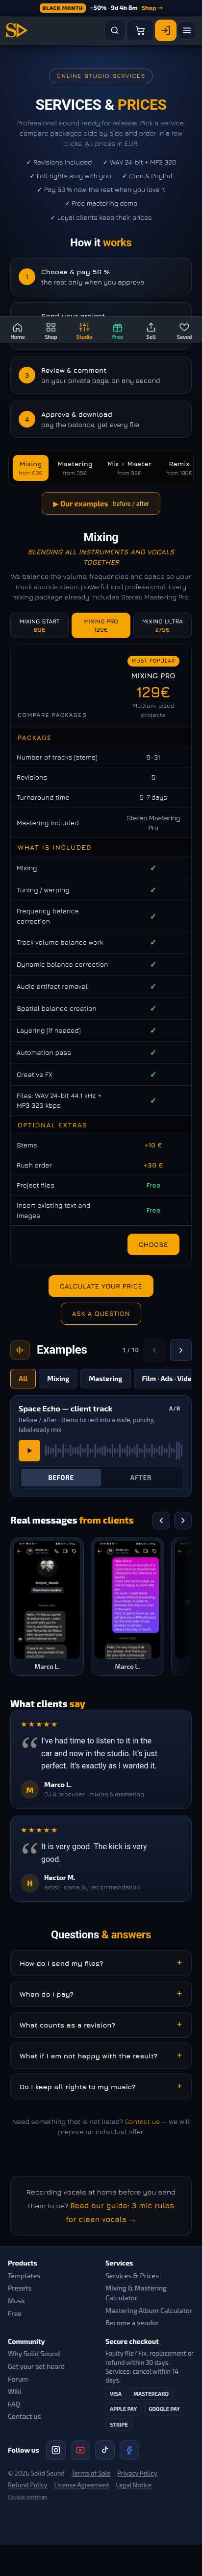 BLACK MONTH -50% · 9d 4h 8m Shop →
ONLINE STUDIO SERVICES
SERVICES & PRICES
Professional sound ready for release. Pick a service,
compare packages side by side and order in a few
clicks. All prices in EUR.
✓ Revisions included ✓ WAV 24-bit + MP3 320
✓ Full rights stay with you ✓ Card & PayPal
✓ Pay 50 % now, the rest when you love it
✓ Free mastering demo
✓ Loyal clients keep their prices
How it works
1 Choose & pay 50 %
the rest only when you approve
Home Shop Studio Free Sell Saved
3 Review & comment
on your private page, on any second
4 Approve & download
pay the balance, get every file
Mixing Mastering Mix + Master Remix
from 69€ from 35€ from 99€ from 199€
▶ Our examples before / after
Mixing
BLENDING ALL INSTRUMENTS AND VOCALS
TOGETHER
We balance the volume, frequencies and space so your
track sounds clean, powerful and professional. Every
mixing package already includes Stereo Mastering Pro.
MIXING START MIXING PRO MIXING ULTRA
69€ 129€ 279€
MOST POPULAR
MIXING PRO
129€
Medium-sized
projects
COMPARE PACKAGES
PACKAGE
Number of tracks (stems) 9-31
Revisions 5
Turnaround time 5-7 days
Mastering included Stereo Mastering
Pro
WHAT IS INCLUDED
Mixing ✓
Tuning / warping ✓
Frequency balance
correction ✓
Track volume balance work ✓
Dynamic balance correction ✓
Audio artifact removal ✓
Spatial balance creation ✓
Layering (if needed) ✓
Automation pass ✓
Creative FX ✓
Files: WAV 24-bit 44.1 kHz +
MP3 320 kbps ✓
OPTIONAL EXTRAS
Stems +10 €
Rush order +30 €
Project files Free
Insert existing text and
images Free
CHOOSE
CALCULATE YOUR PRICE
ASK A QUESTION
Examples 1 / 10
All Mixing Mastering Film · Ads · Vide
Space Echo — client track A/B
Before / after · Demo turned into a wide, punchy,
label-ready mix
BEFORE AFTER
Real messages from clients
Marco L. Marco L.
What clients say
★★★★★
I've had time to listen to it in the
car and now in the studio. It's just
perfect. It's exactly as I wanted it.
M Marco L.
DJ & producer · mixing & mastering
★★★★★
It is very good. The kick is very
good.
H Hector M.
artist · came by recommendation
Questions & answers
How do I send my files? +
When do I pay? +
What counts as a revision? +
What if I am not happy with the result? +
Do I keep all rights to my music? +
Need something that is not listed? Contact us — we will
prepare an individual offer.
Recording vocals at home before you send
them to us? Read our guide: 3 mic rules
for clean vocals →
Products
Templates
Presets
Music
Free
Services
Services & Prices
Mixing & Mastering
Calculator
Mastering Album Calculator
Become a vendor
Community
Why Solid Sound
Get your set heard
Forum
Wiki
FAQ
Contact us
Secure checkout
Faulty file? Fix, replacement or
refund within 30 days.
Services: cancel within 14
days.
VISA MASTERCARD
APPLE PAY GOOGLE PAY
STRIPE
Follow us
© 2026 Solid Sound Terms of Sale Privacy Policy
Refund Policy License Agreement Legal Notice
Cookie settings